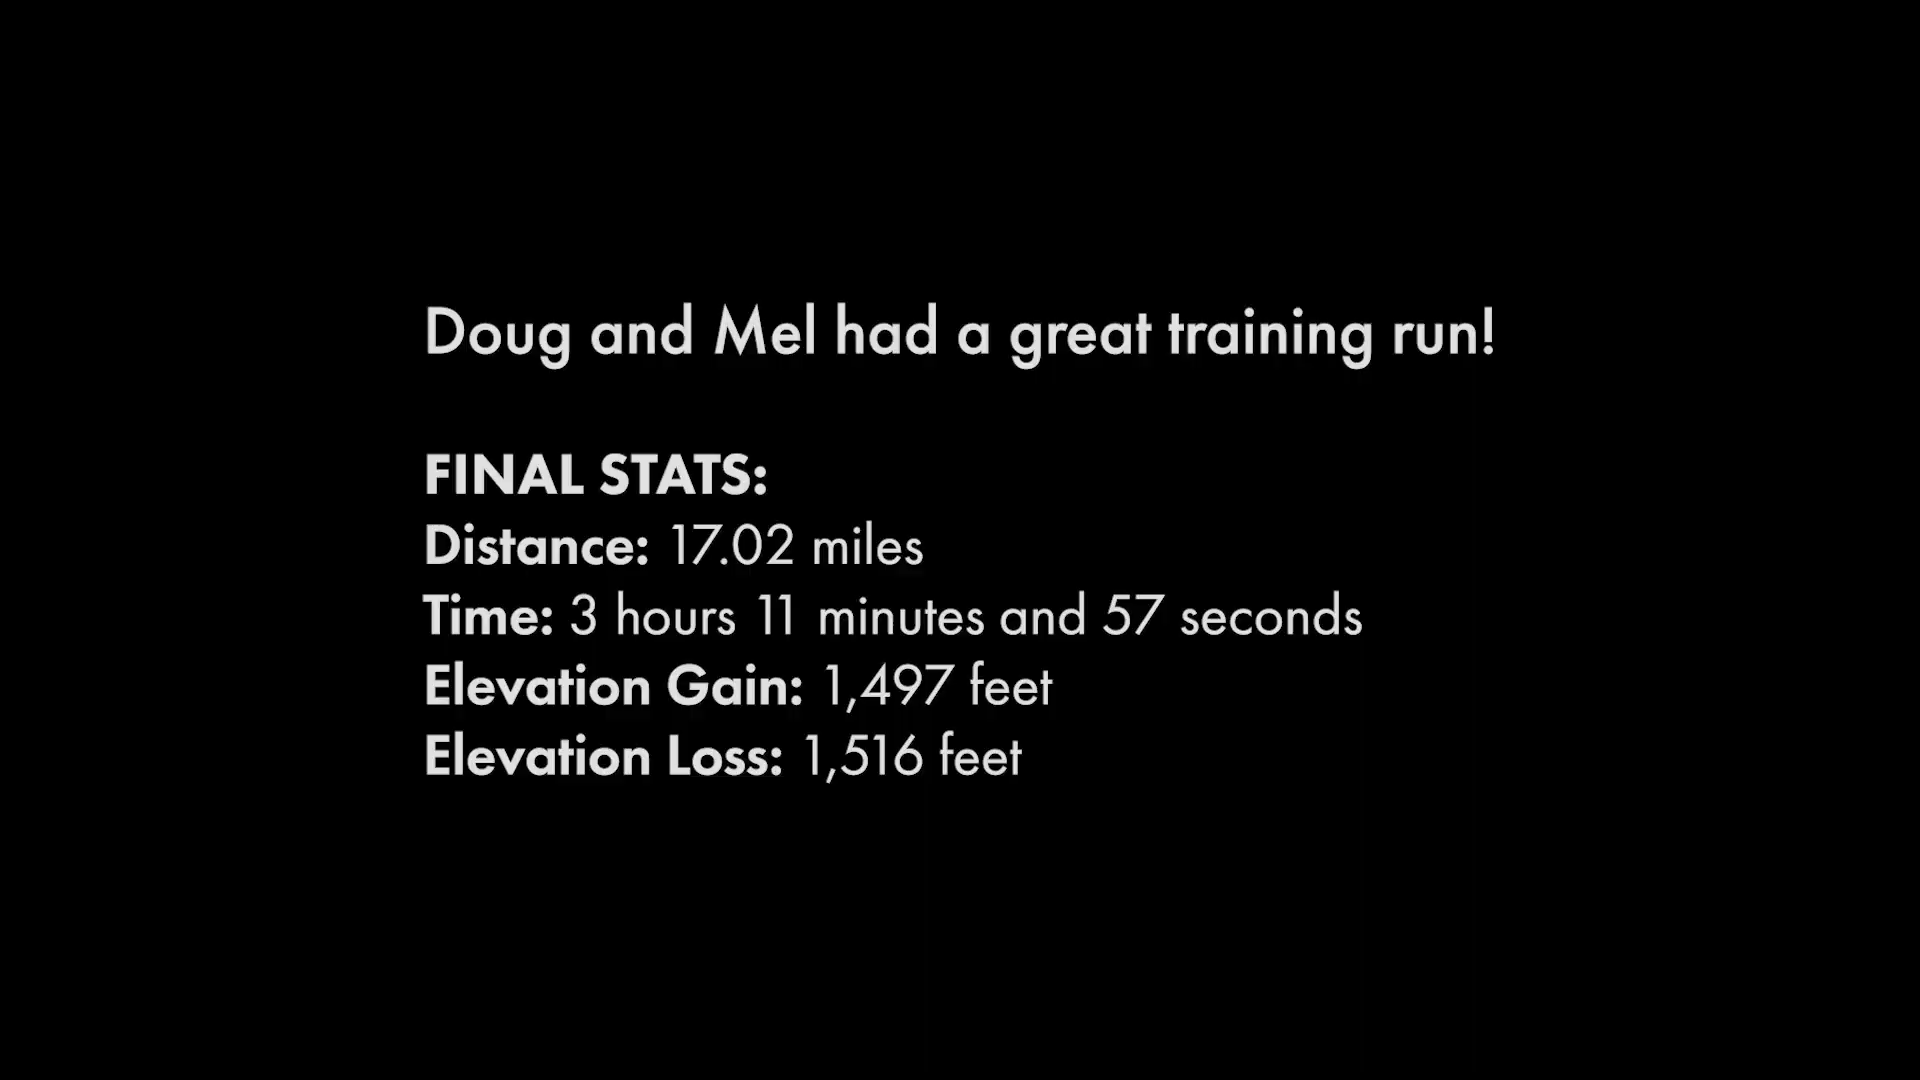 Doug and Mel had a great training run!
FINAL STATS:
Distance: 17.02 miles
Time: 3 hours 11 minutes and 57 seconds
Elevation Gain: 1,497 feet
Elevation Loss: 1,516 feet